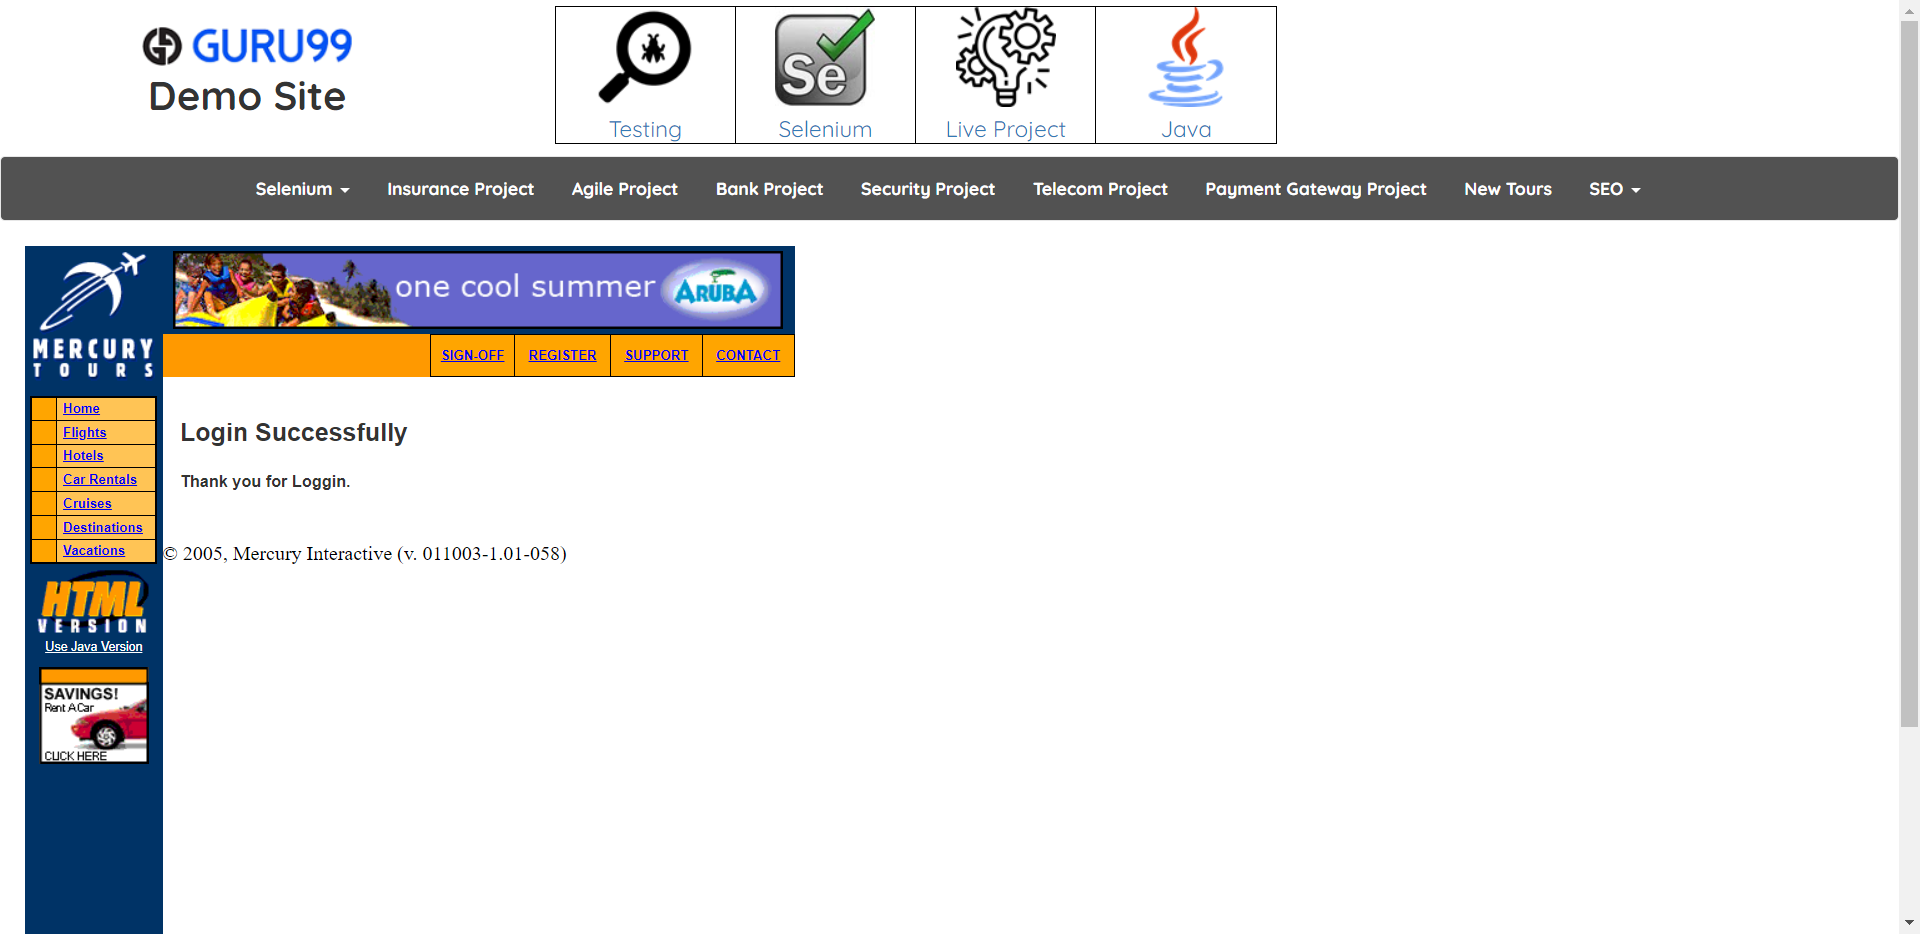 GURU99
Demo Site
Testing
Se
Selenium
Live Project
Java
Selenium
Insurance Project
Agile Project
Bank Project
Security Project
Telecom Project
Payment Gateway Project
New Tours
SEO
MERCURY
TOURS
one cool summer
ARUBA
SIGN-OFF
REGISTER
SUPPORT
CONTACT
Home
Flights
Hotels
Car Rentals
Cruises
Destinations
Vacations
Login Successfully
Thank you for Loggin.
© 2005, Mercury Interactive (v. 011003-1.01-058)
HTML
VERSION
Use Java Version
SAVINGS!
Rent A Car
CLICK HERE